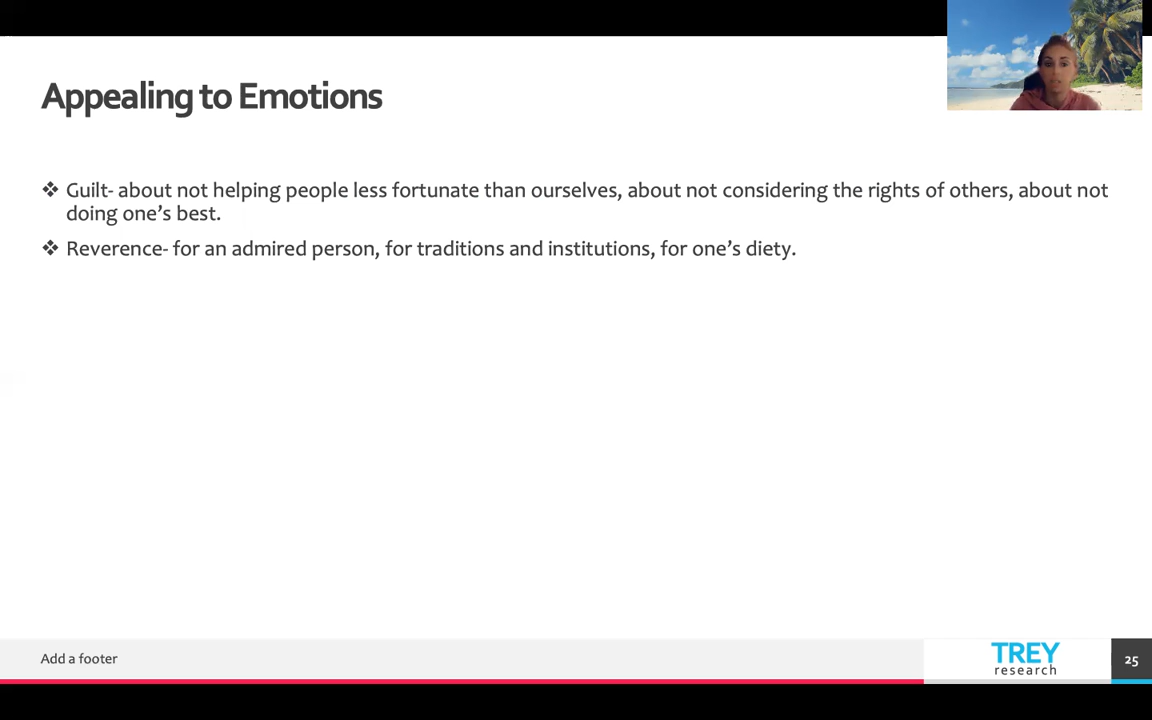 Appealing to Emotions
❖ Guilt- about not helping people less fortunate than ourselves, about not considering the rights of others, about not
doing one’s best.
❖ Reverence- for an admired person, for traditions and institutions, for one’s diety.
Add a footer
TREY
research
25